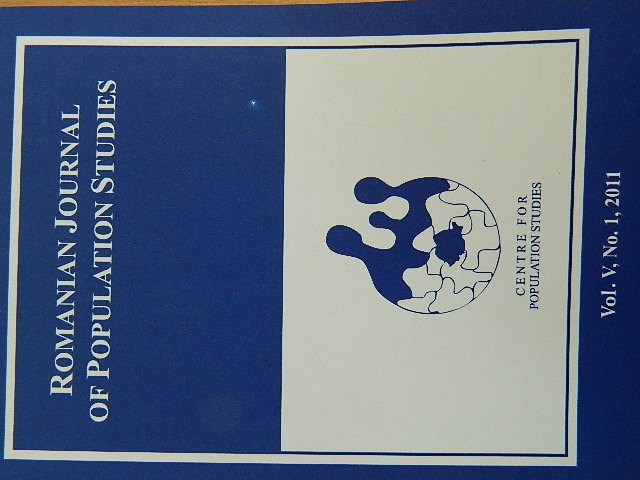 ROMANIAN JOURNAL
OF POPULATION STUDIES
CENTRE FOR
POPULATION STUDIES
Vol. V, No. 1, 2011